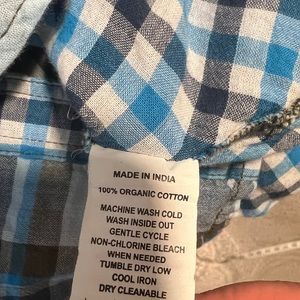 MADE IN INDIA
100% ORGANIC COTTON
MACHINE WASH COLD
WASH INSIDE OUT
GENTLE CYCLE
NON-CHLORINE BLEACH
WHEN NEEDED
TUMBLE DRY LOW
COOL IRON
DRY CLEANABLE